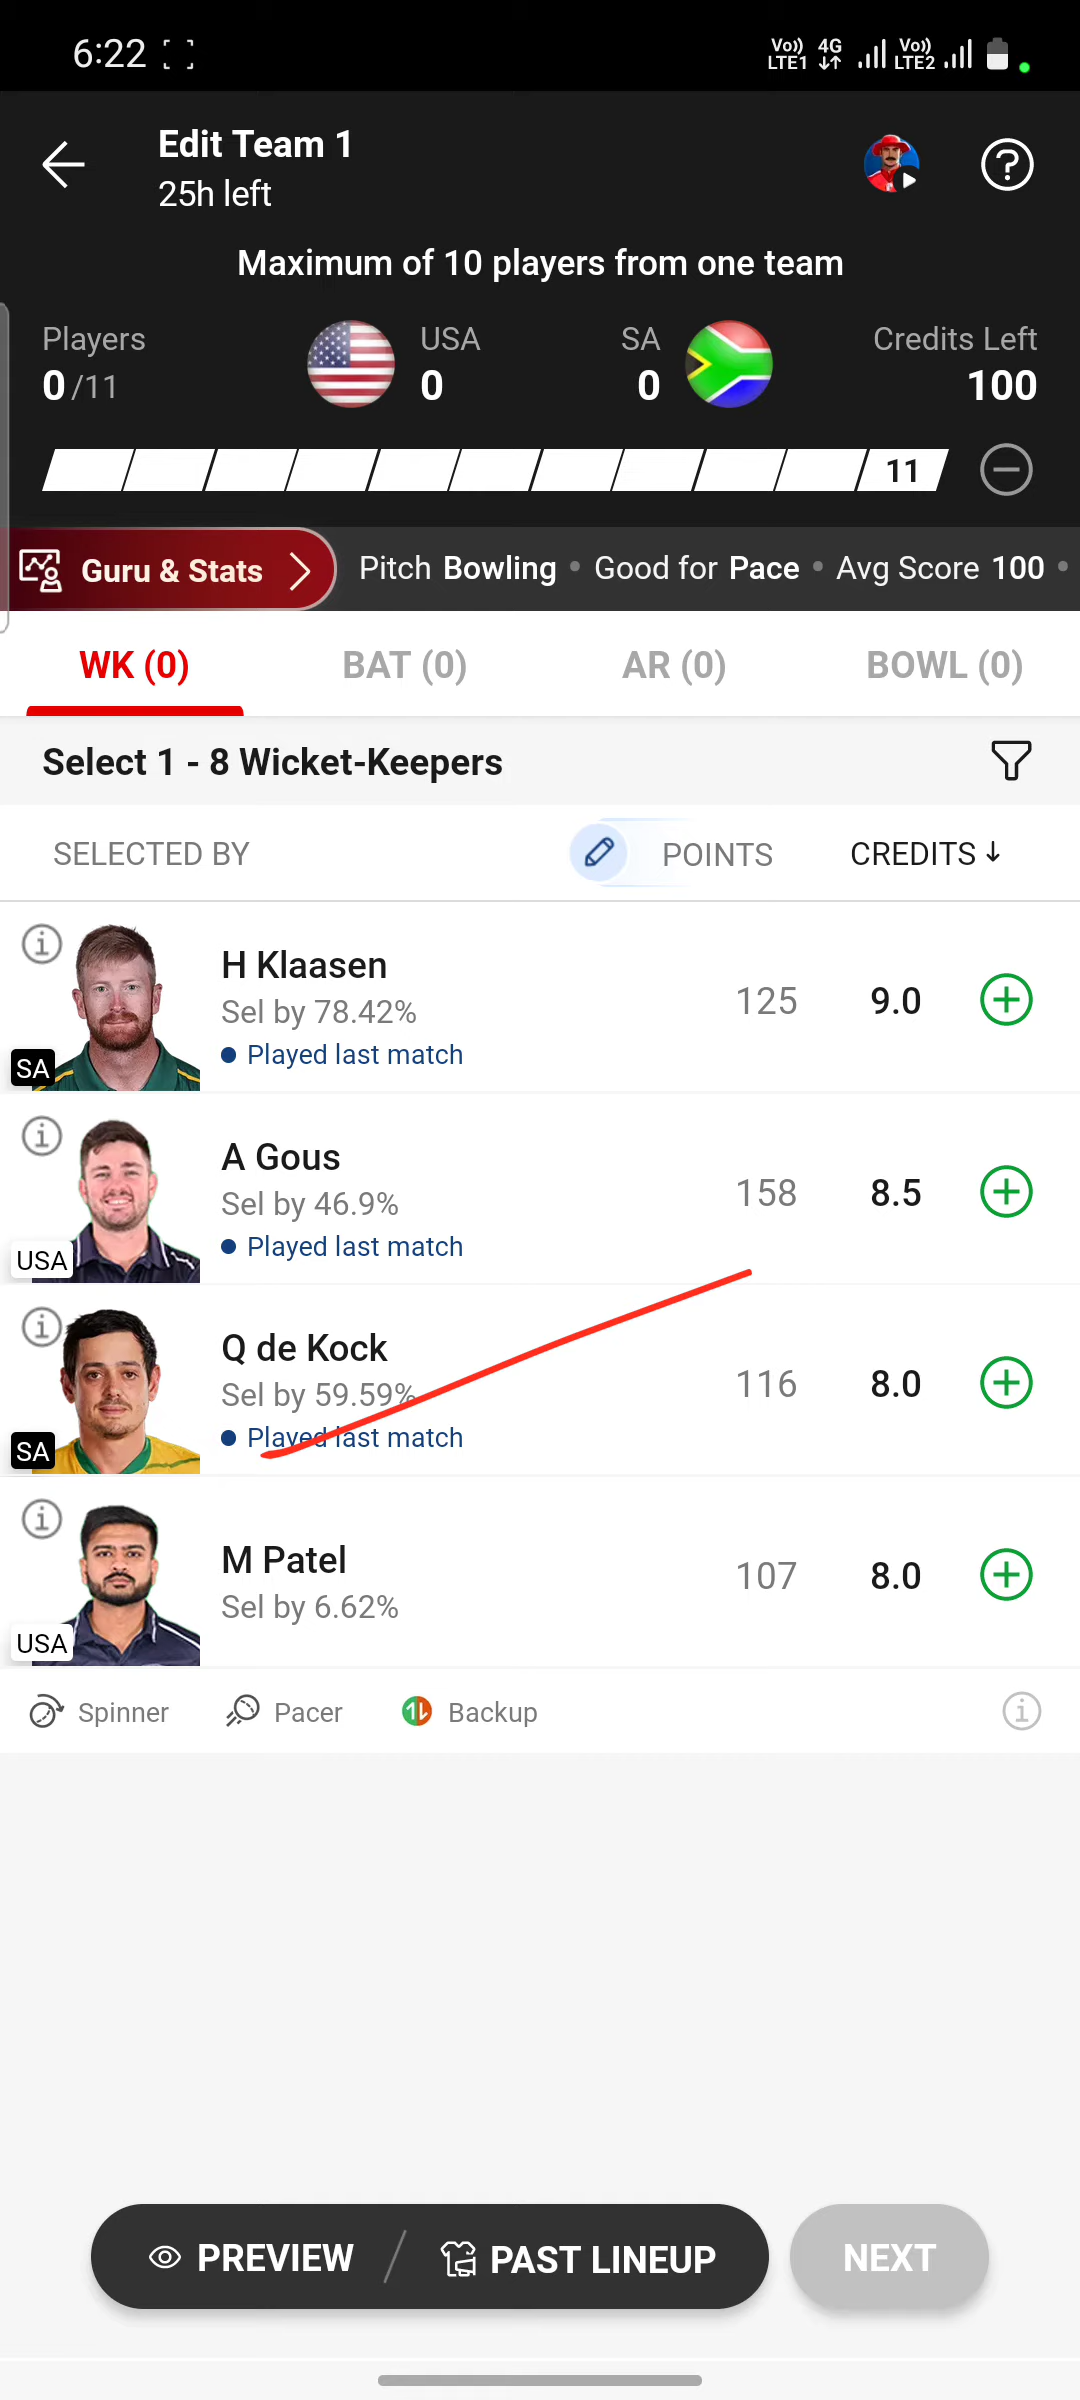 6:22
Vo)) LTE1 4G Vo)) LTE2
Edit Team 1
25h left
Maximum of 10 players from one team
Players USA SA Credits Left
0/11 0 0 100
11
Guru & Stats Pitch Bowling • Good for Pace • Avg Score 100 •
WK (0) BAT (0) AR (0) BOWL (0)
Select 1 - 8 Wicket-Keepers
SELECTED BY POINTS CREDITS ↓
H Klaasen
Sel by 78.42% 125 9.0
Played last match
SA
A Gous
Sel by 46.9% 158 8.5
Played last match
USA
Q de Kock
Sel by 59.59% 116 8.0
Played last match
SA
M Patel
Sel by 6.62% 107 8.0
USA
Spinner Pacer Backup
PREVIEW PAST LINEUP NEXT